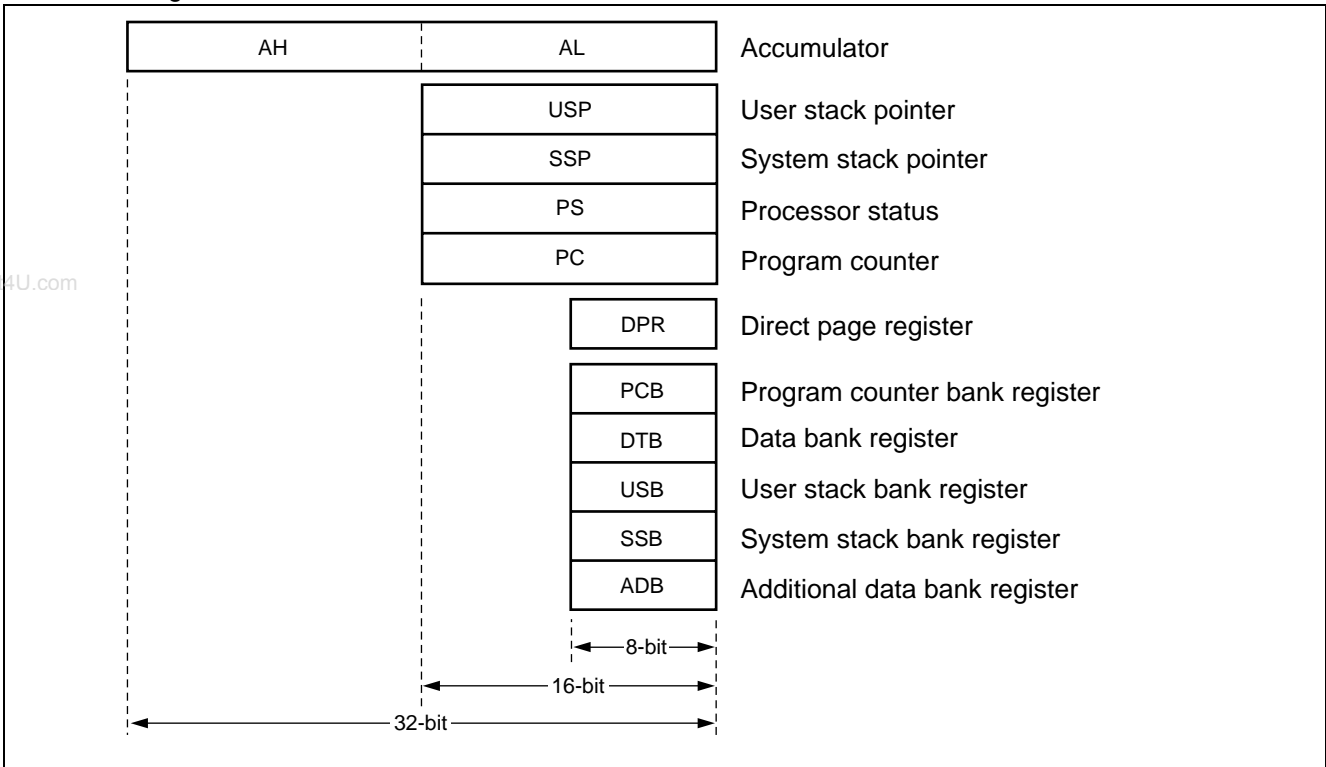 AH AL Accumulator
USP User stack pointer
SSP System stack pointer
PS Processor status
PC Program counter
4U.com
DPR Direct page register
PCB Program counter bank register
DTB Data bank register
USB User stack bank register
SSB System stack bank register
ADB Additional data bank register
8-bit
16-bit
32-bit